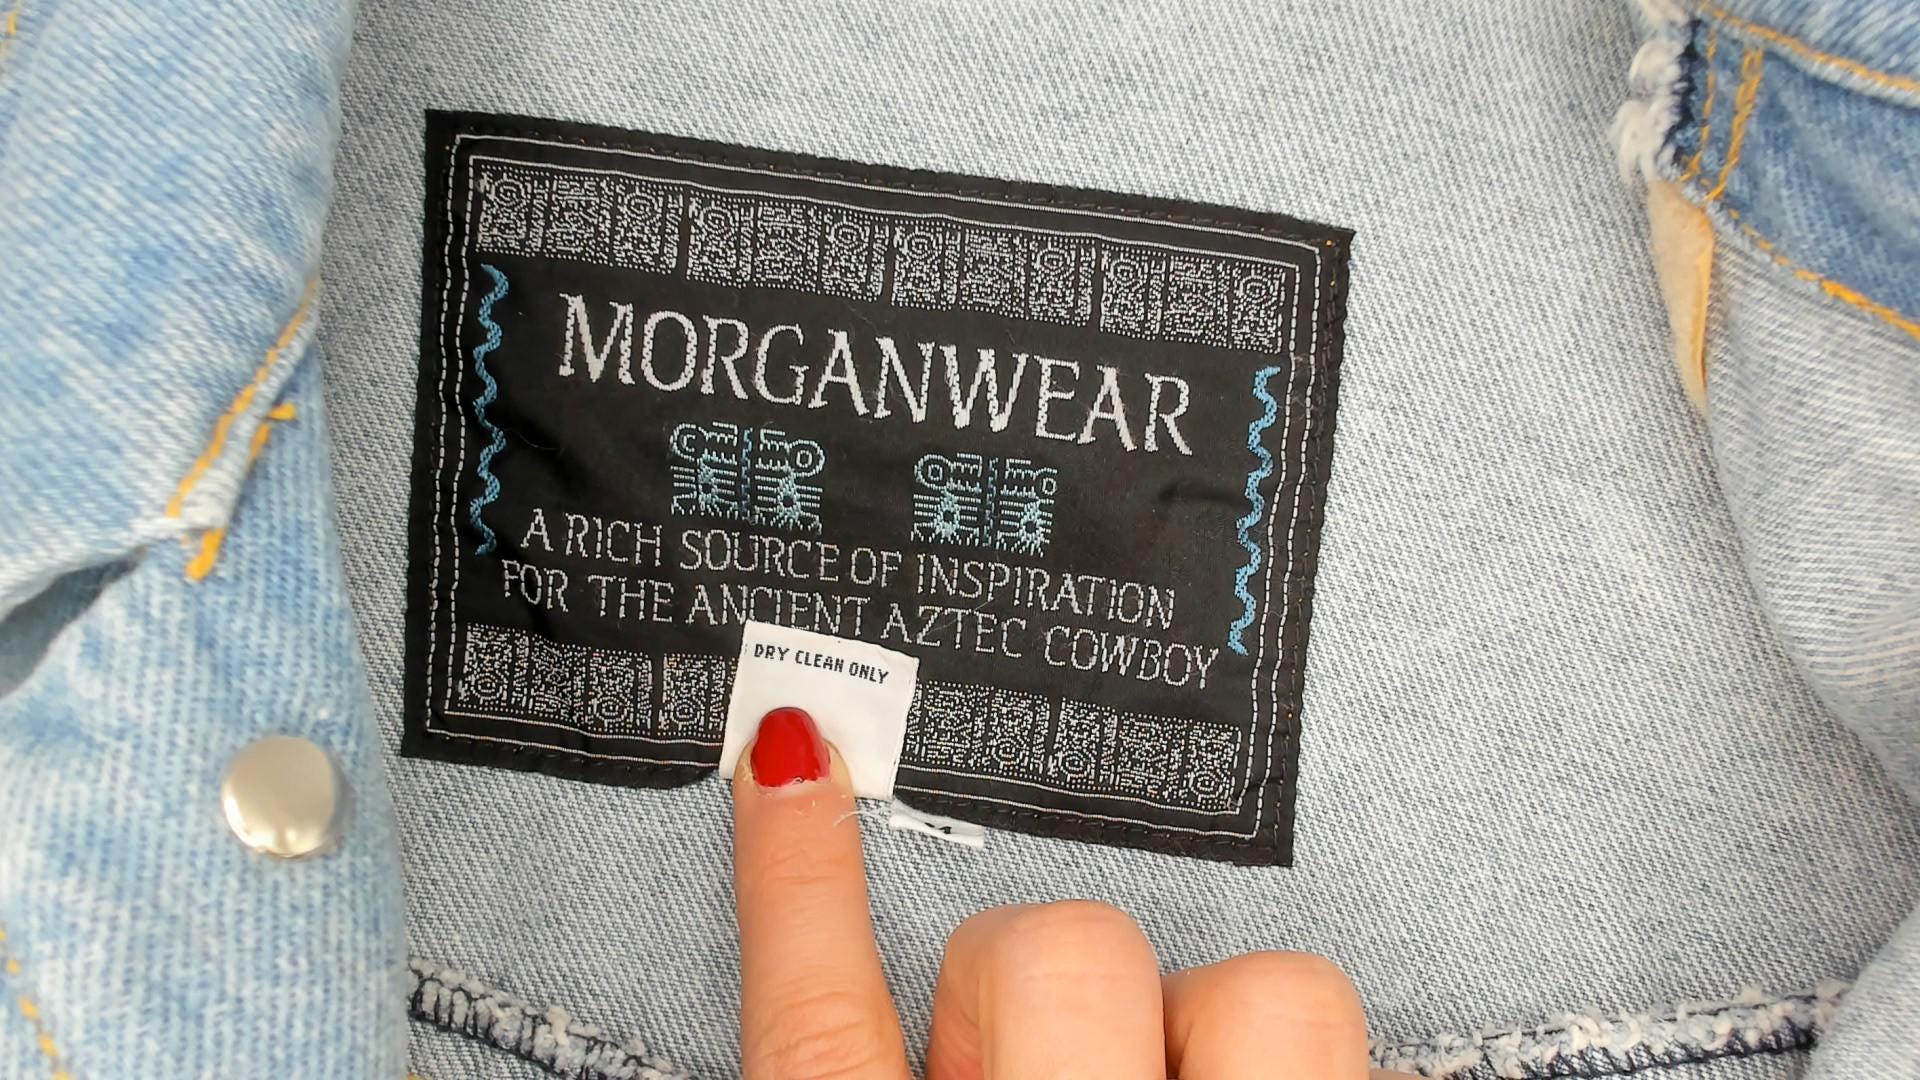 MORGANWEAR
A RICH SOURCE OF INSPIRATION
FOR THE ANCIENT AZTEC COWBOY
DRY CLEAN ONLY